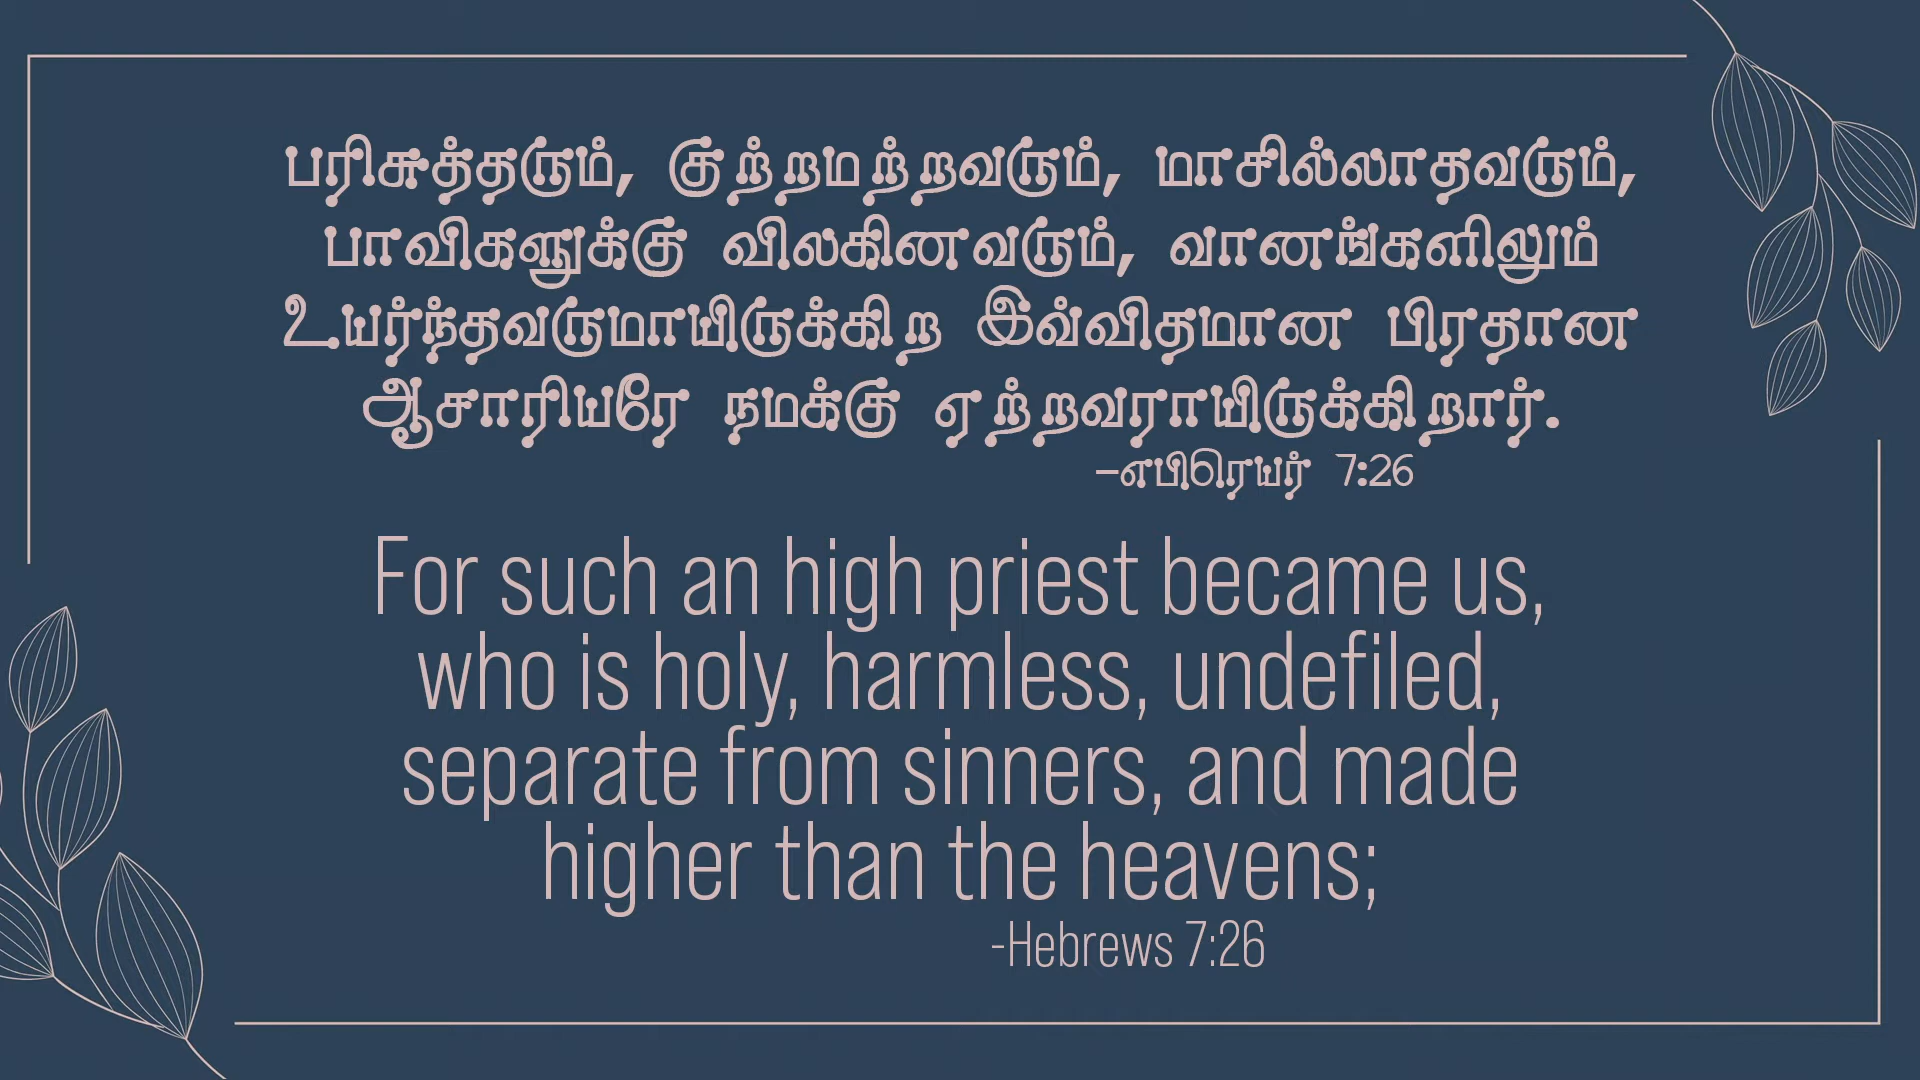 பரிசுத்தரும், குற்றமற்றவரும், மாசில்லாதவரும்,
பாவிகளுக்கு விலகினவரும், வானங்களிலும்
உயர்ந்தவருமாயிருக்கிற இவ்விதமான பிரதான
ஆசாரியரே நமக்கு ஏற்றவராயிருக்கிறார்.
-எபிரெயர் 7:26
For such an high priest became us,
who is holy, harmless, undefiled,
separate from sinners, and made
higher than the heavens;
-Hebrews 7:26